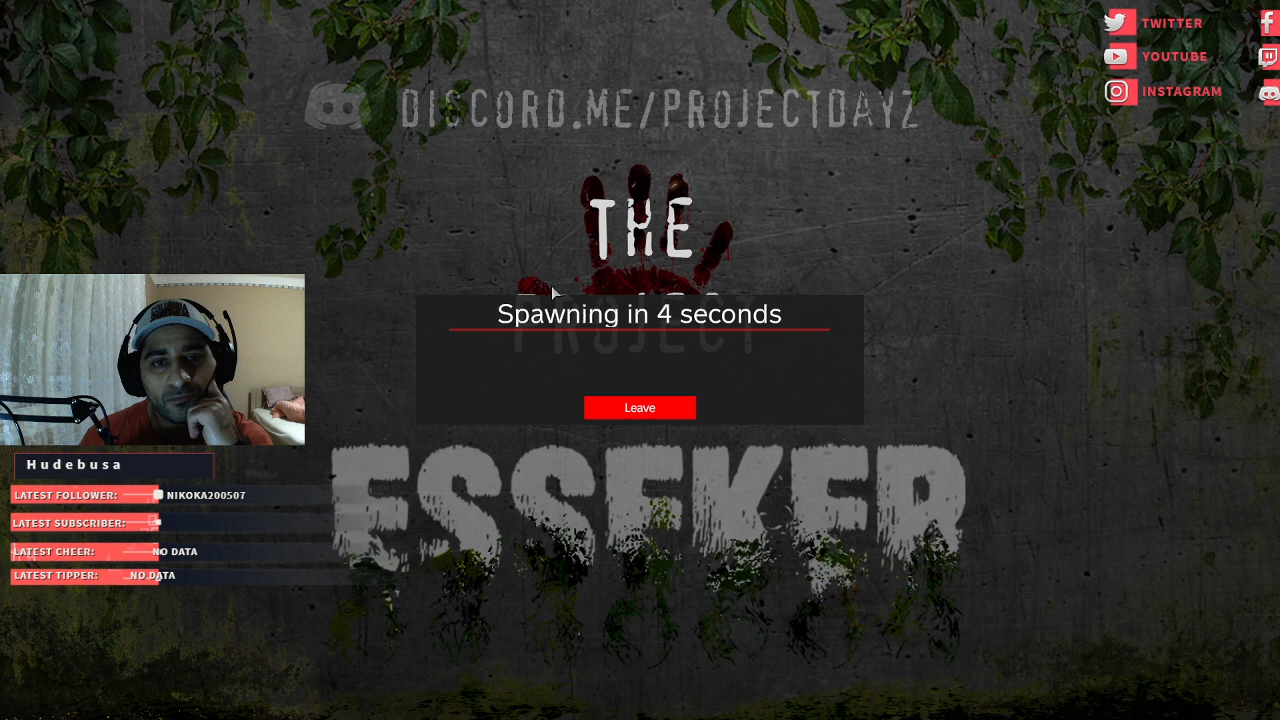 TWITTER
YOUTUBE
INSTAGRAM
DISCORD.ME/PROJECTDAYZ
THE
PROJECT
Spawning in 4 seconds
Leave
ESSEKER
Hudebusa
LATEST FOLLOWER: NIKOKA200507
LATEST SUBSCRIBER:
LATEST CHEER: NO DATA
LATEST TIPPER: NO DATA